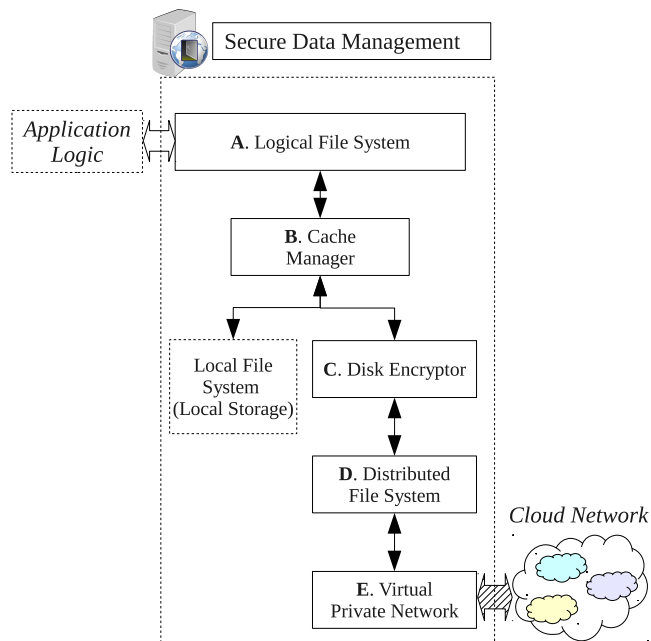 Secure Data Management
Application
Logic
A. Logical File System
B. Cache
Manager
Local File
System
(Local Storage)
C. Disk Encryptor
D. Distributed
File System
Cloud Network
E. Virtual
Private Network